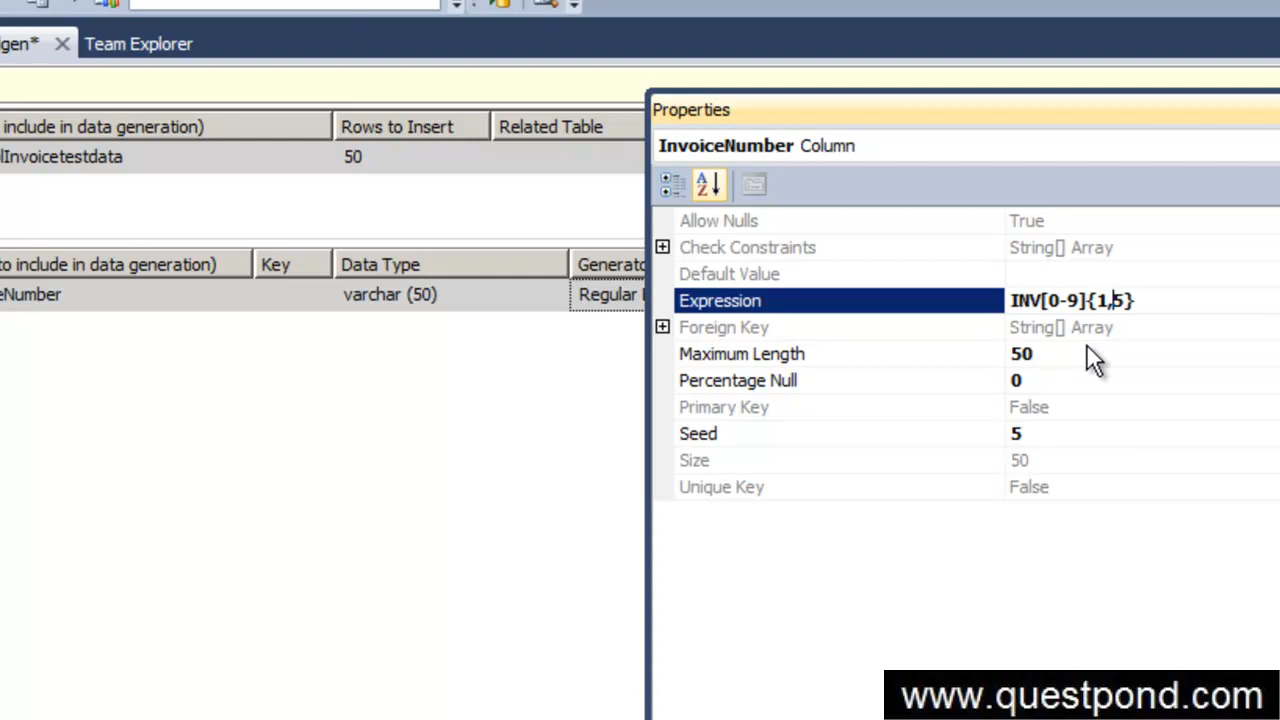 gen* Team Explorer
Properties
include in data generation) Rows to Insert Related Table
InvoiceNumber Column
lInvoicetestdata 50
Allow Nulls True
Check Constraints String[] Array
to include in data generation) Key Data Type Generato
Default Value
eNumber varchar (50) Regular
Expression INV[0-9]{1,5}
Foreign Key String[] Array
Maximum Length 50
Percentage Null 0
Primary Key False
Seed 5
Size 50
Unique Key False
www.questpond.com